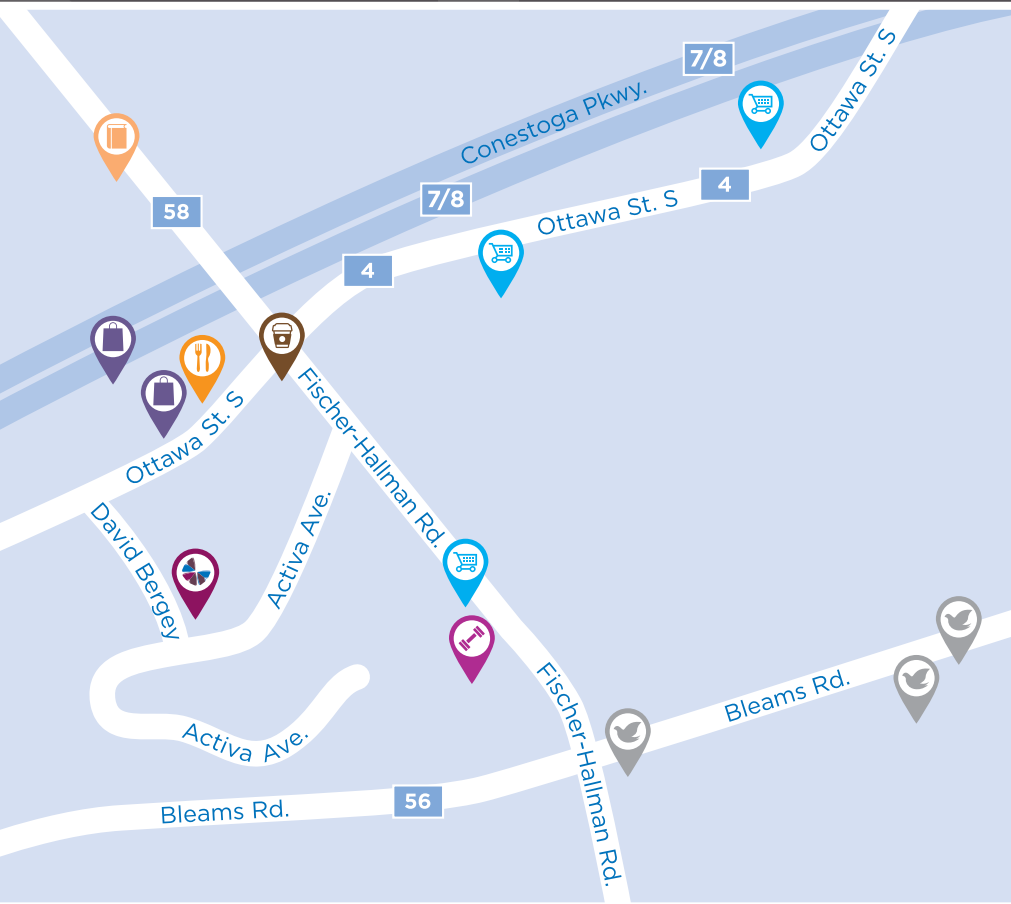 Ottawa St. S
7/8
Conestoga Pkwy.
4
7/8
Ottawa St. S
58
4
Fischer-Hallman Rd.
Ottawa St. S
Activa Ave.
David Bergey
Fischer-Hallman Rd.
Bleams Rd.
Activa Ave.
56
Bleams Rd.